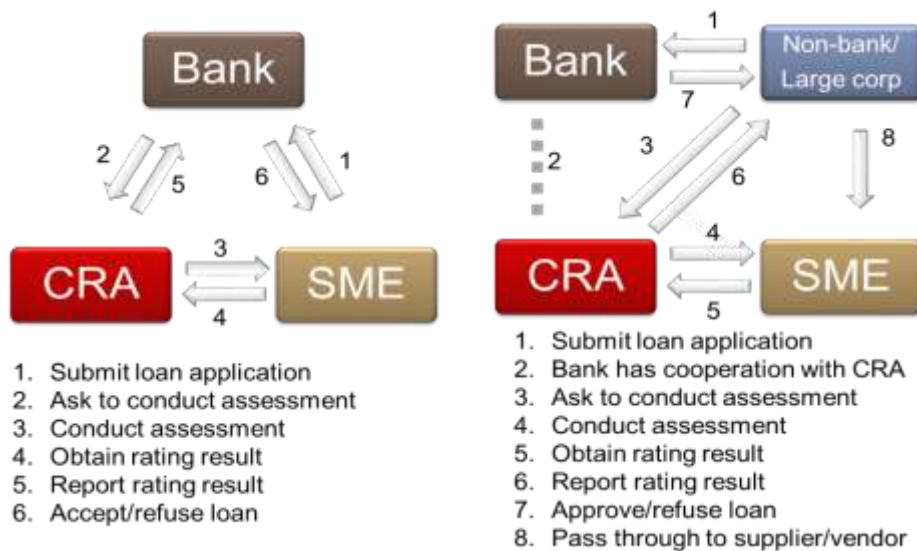 Bank
2
5
6
1
CRA
3
4
SME
1. Submit loan application
2. Ask to conduct assessment
3. Conduct assessment
4. Obtain rating result
5. Report rating result
6. Accept/refuse loan
1
Bank
Non-bank/
Large corp
7
2
3
6
8
CRA
4
5
SME
1. Submit loan application
2. Bank has cooperation with CRA
3. Ask to conduct assessment
4. Conduct assessment
5. Obtain rating result
6. Report rating result
7. Approve/refuse loan
8. Pass through to supplier/vendor